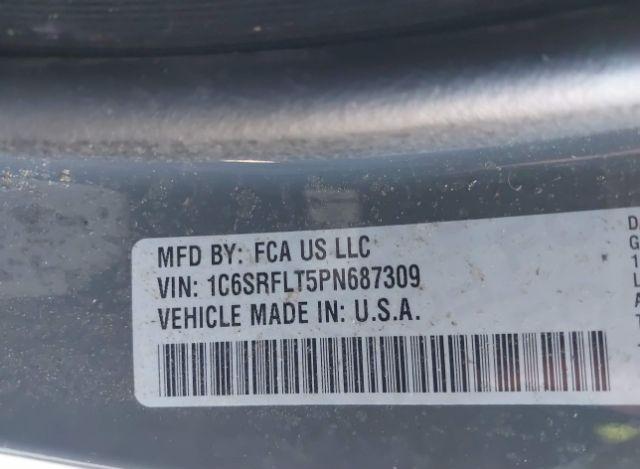 MFD BY: FCA US LLC
VIN: 1C6SRFLT5PN687309
VEHICLE MADE IN: U.S.A.